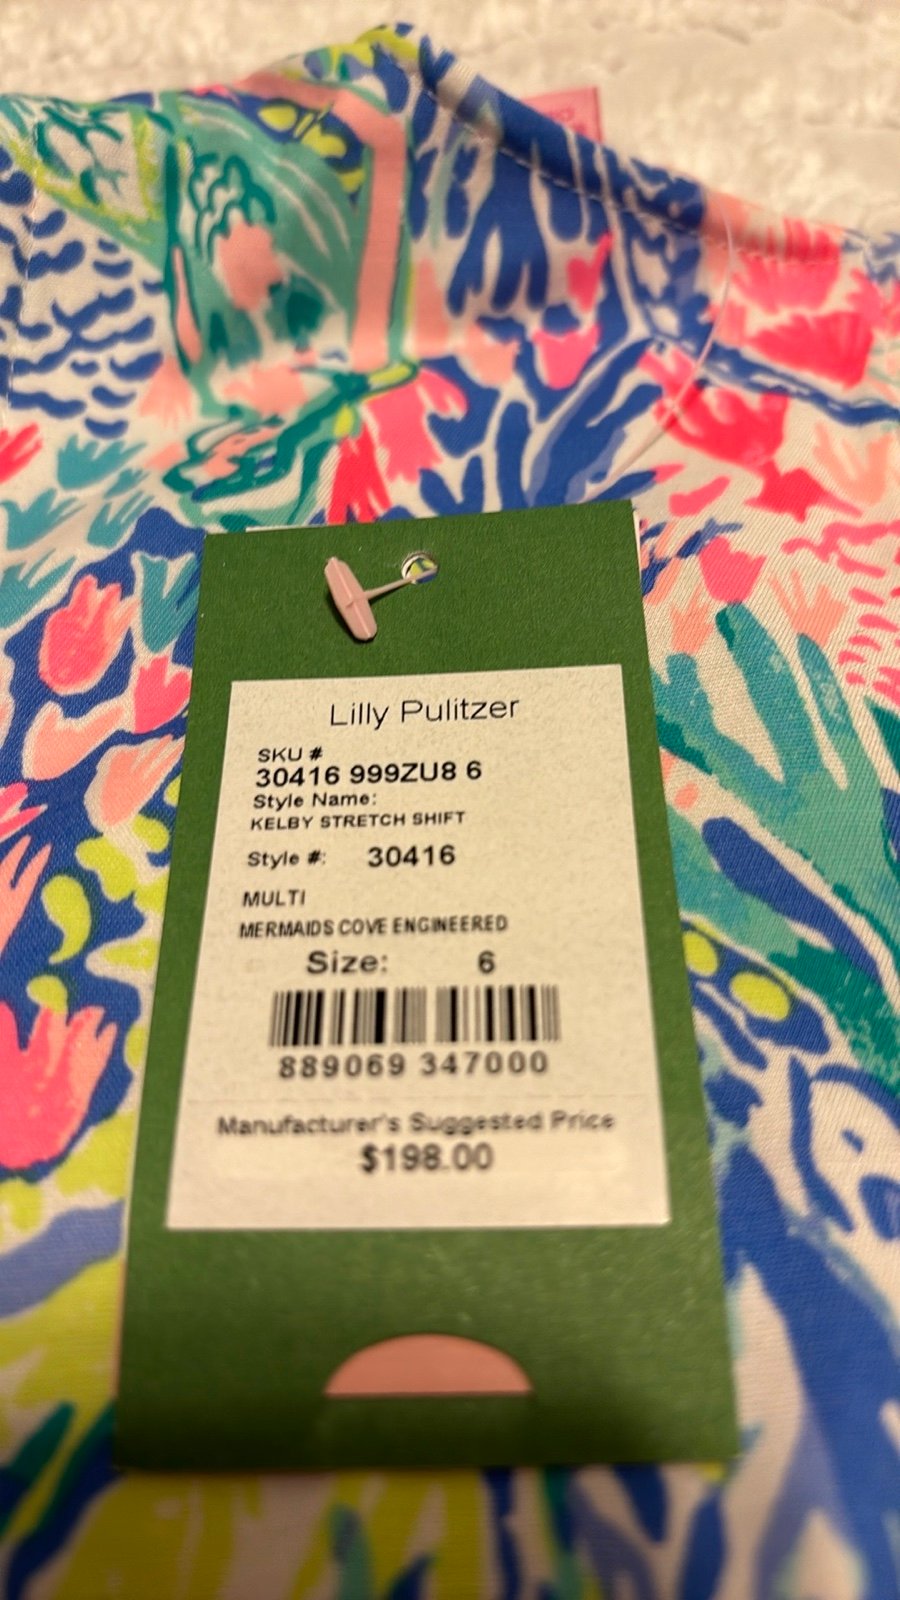 Lilly Pulitzer
SKU #
30416 999ZU8 6
Style Name:
KELBY STRETCH SHIFT
Style #: 30416
MULTI
MERMAIDS COVE ENGINEERED
Size: 6
889069 347000
Manufacturer's Suggested Price
$198.00